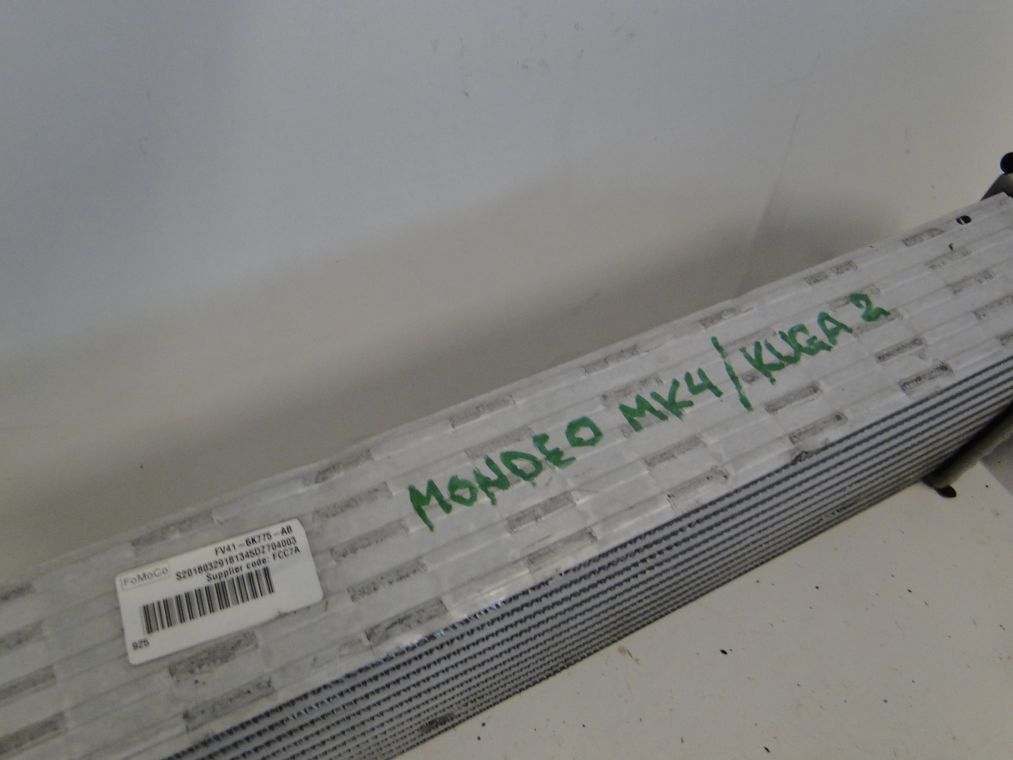 MONDEO MK4/KUGA 2
FV41-6K775-AB
FoMoCo S20180329181345DZ704003
Supplier code: FCC7A
925